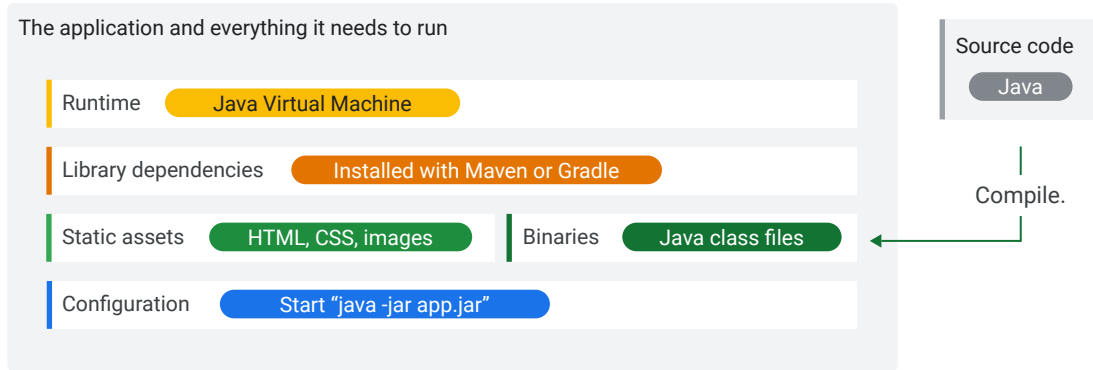 The application and everything it needs to run
Source code
Java
Runtime
Java Virtual Machine
Library dependencies
Installed with Maven or Gradle
Compile.
Static assets
HTML, CSS, images
Binaries
Java class files
Configuration
Start “java -jar app.jar”